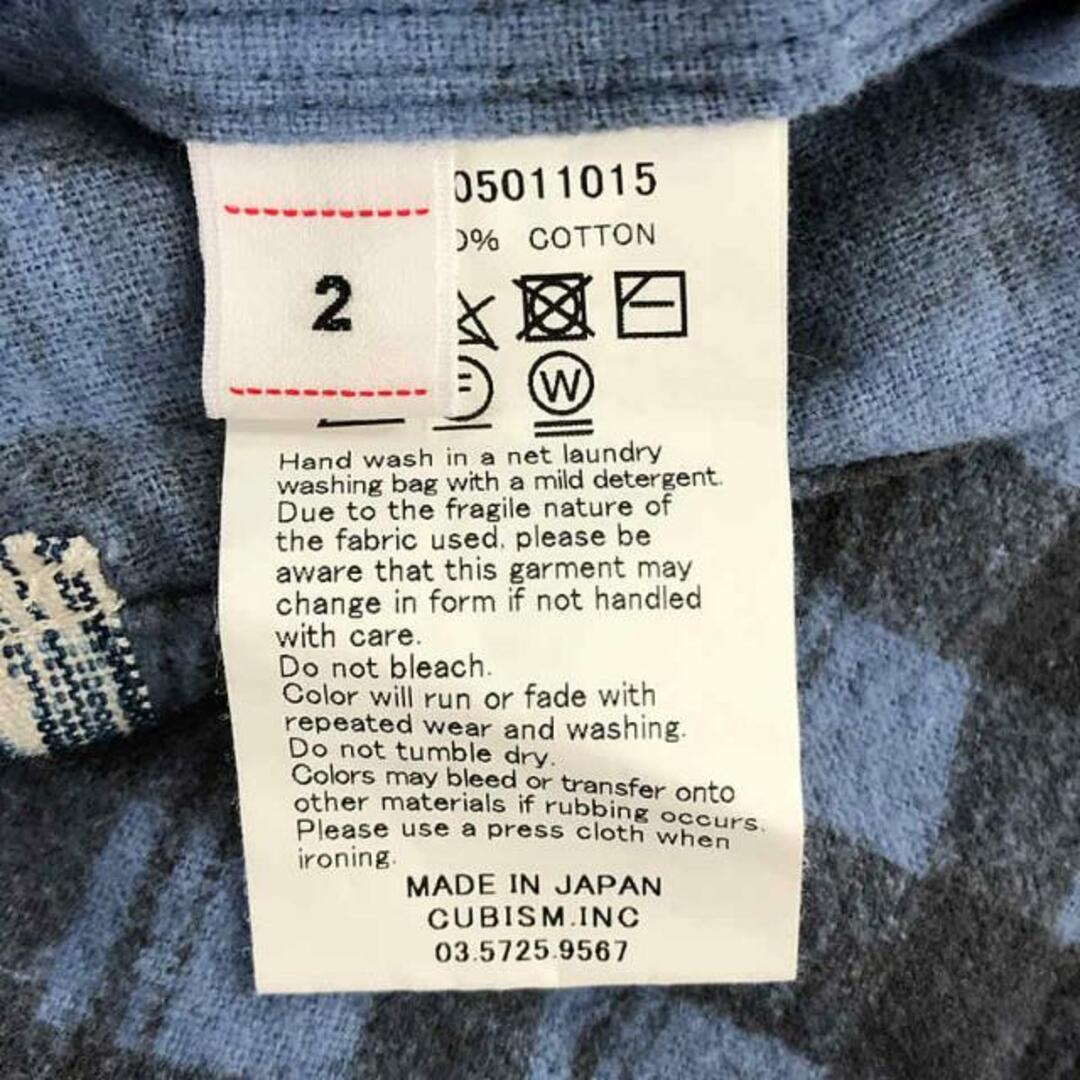 05011015
2
0% COTTON
F
W
Hand wash in a net laundry
washing bag with a mild detergent.
Due to the fragile nature of
the fabric used, please be
aware that this garment may
change in form if not handled
with care.
Do not bleach.
Color will run or fade with
repeated wear and washing.
Do not tumble dry.
Colors may bleed or transfer onto
other materials if rubbing occurs.
Please use a press cloth when
ironing.
MADE IN JAPAN
CUBISM.INC
03.5725.9567